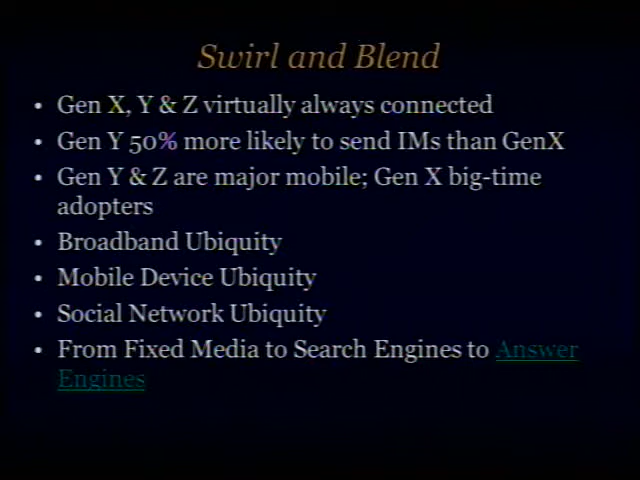 Swirl and Blend
• Gen X, Y & Z virtually always connected
• Gen Y 50% more likely to send IMs than GenX
• Gen Y & Z are major mobile; Gen X big-time
adopters
• Broadband Ubiquity
• Mobile Device Ubiquity
• Social Network Ubiquity
• From Fixed Media to Search Engines to Answer
Engines